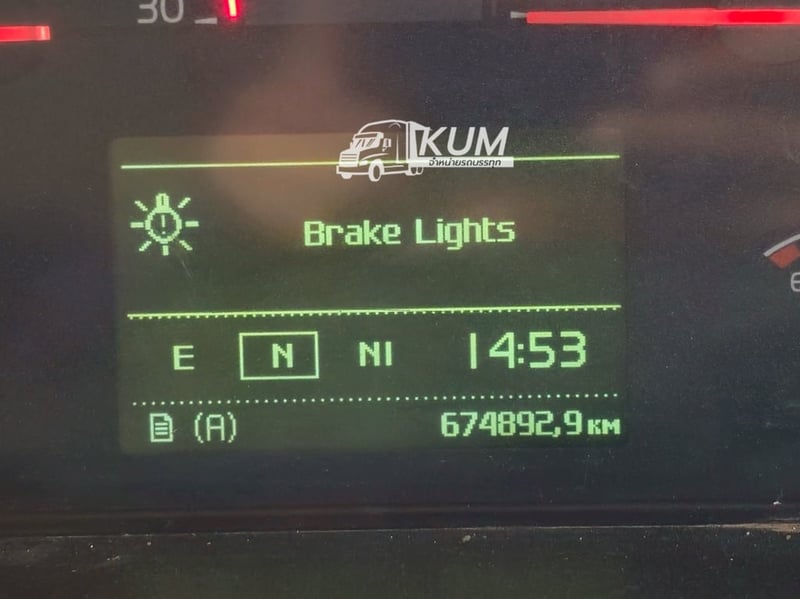 30
KUM
จำหน่ายรถบรรทุก
Brake Lights
E N NI 14:53
(A) 674892,9 км